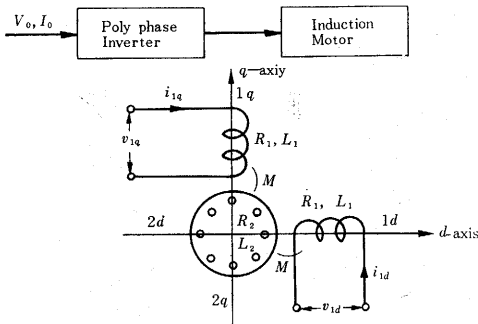 V₀, I₀
Poly phase
Inverter
Induction
Motor
q-axiy
i₁q
1q
v₁q
R₁, L₁
M
R₁, L₁
2d
R₂
1d
d-axis
L₂
M
i₁d
2q
v₁d